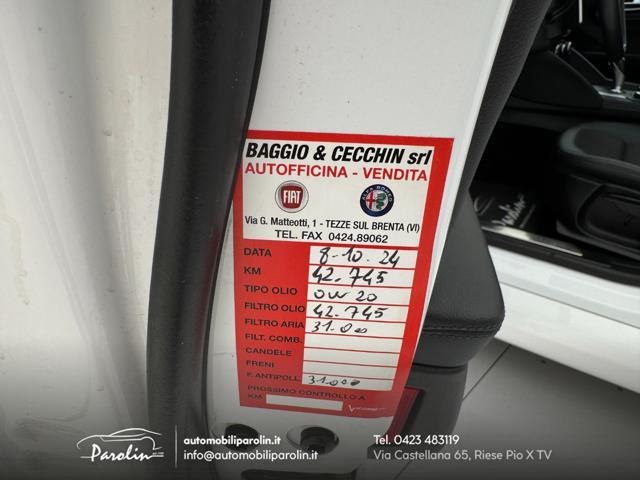 BAGGIO & CECCHIN srl
AUTOFFICINA - VENDITA
FIAT
ALFA ROMEO
Via G. Matteotti, 1 - TEZZE SUL BRENTA (VI)
TEL. FAX 0424.89062
DATA 8-10.24
KM 42.745
TIPO OLIO 0W20
FILTRO OLIO 42.745
FILTRO ARIA 31.000
FILT. COMB.
CANDELE
FRENI
F. ANTIPOLL 31.000
PROSSIMO CONTROLLO A
KM
Parolin
automobiliparolin.it
info@automobiliparolin.it
Tel. 0423 483119
Via Castellana 65, Riese Pio X TV